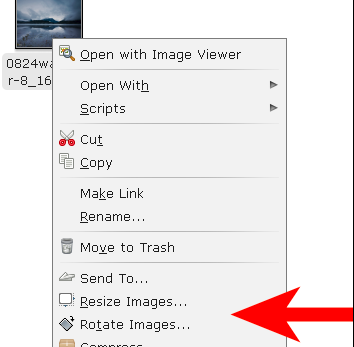 0824wa
r-8_16
Open with Image Viewer
Open With
Scripts
Cut
Copy
Make Link
Rename...
Move to Trash
Send To...
Resize Images...
Rotate Images...
Compress